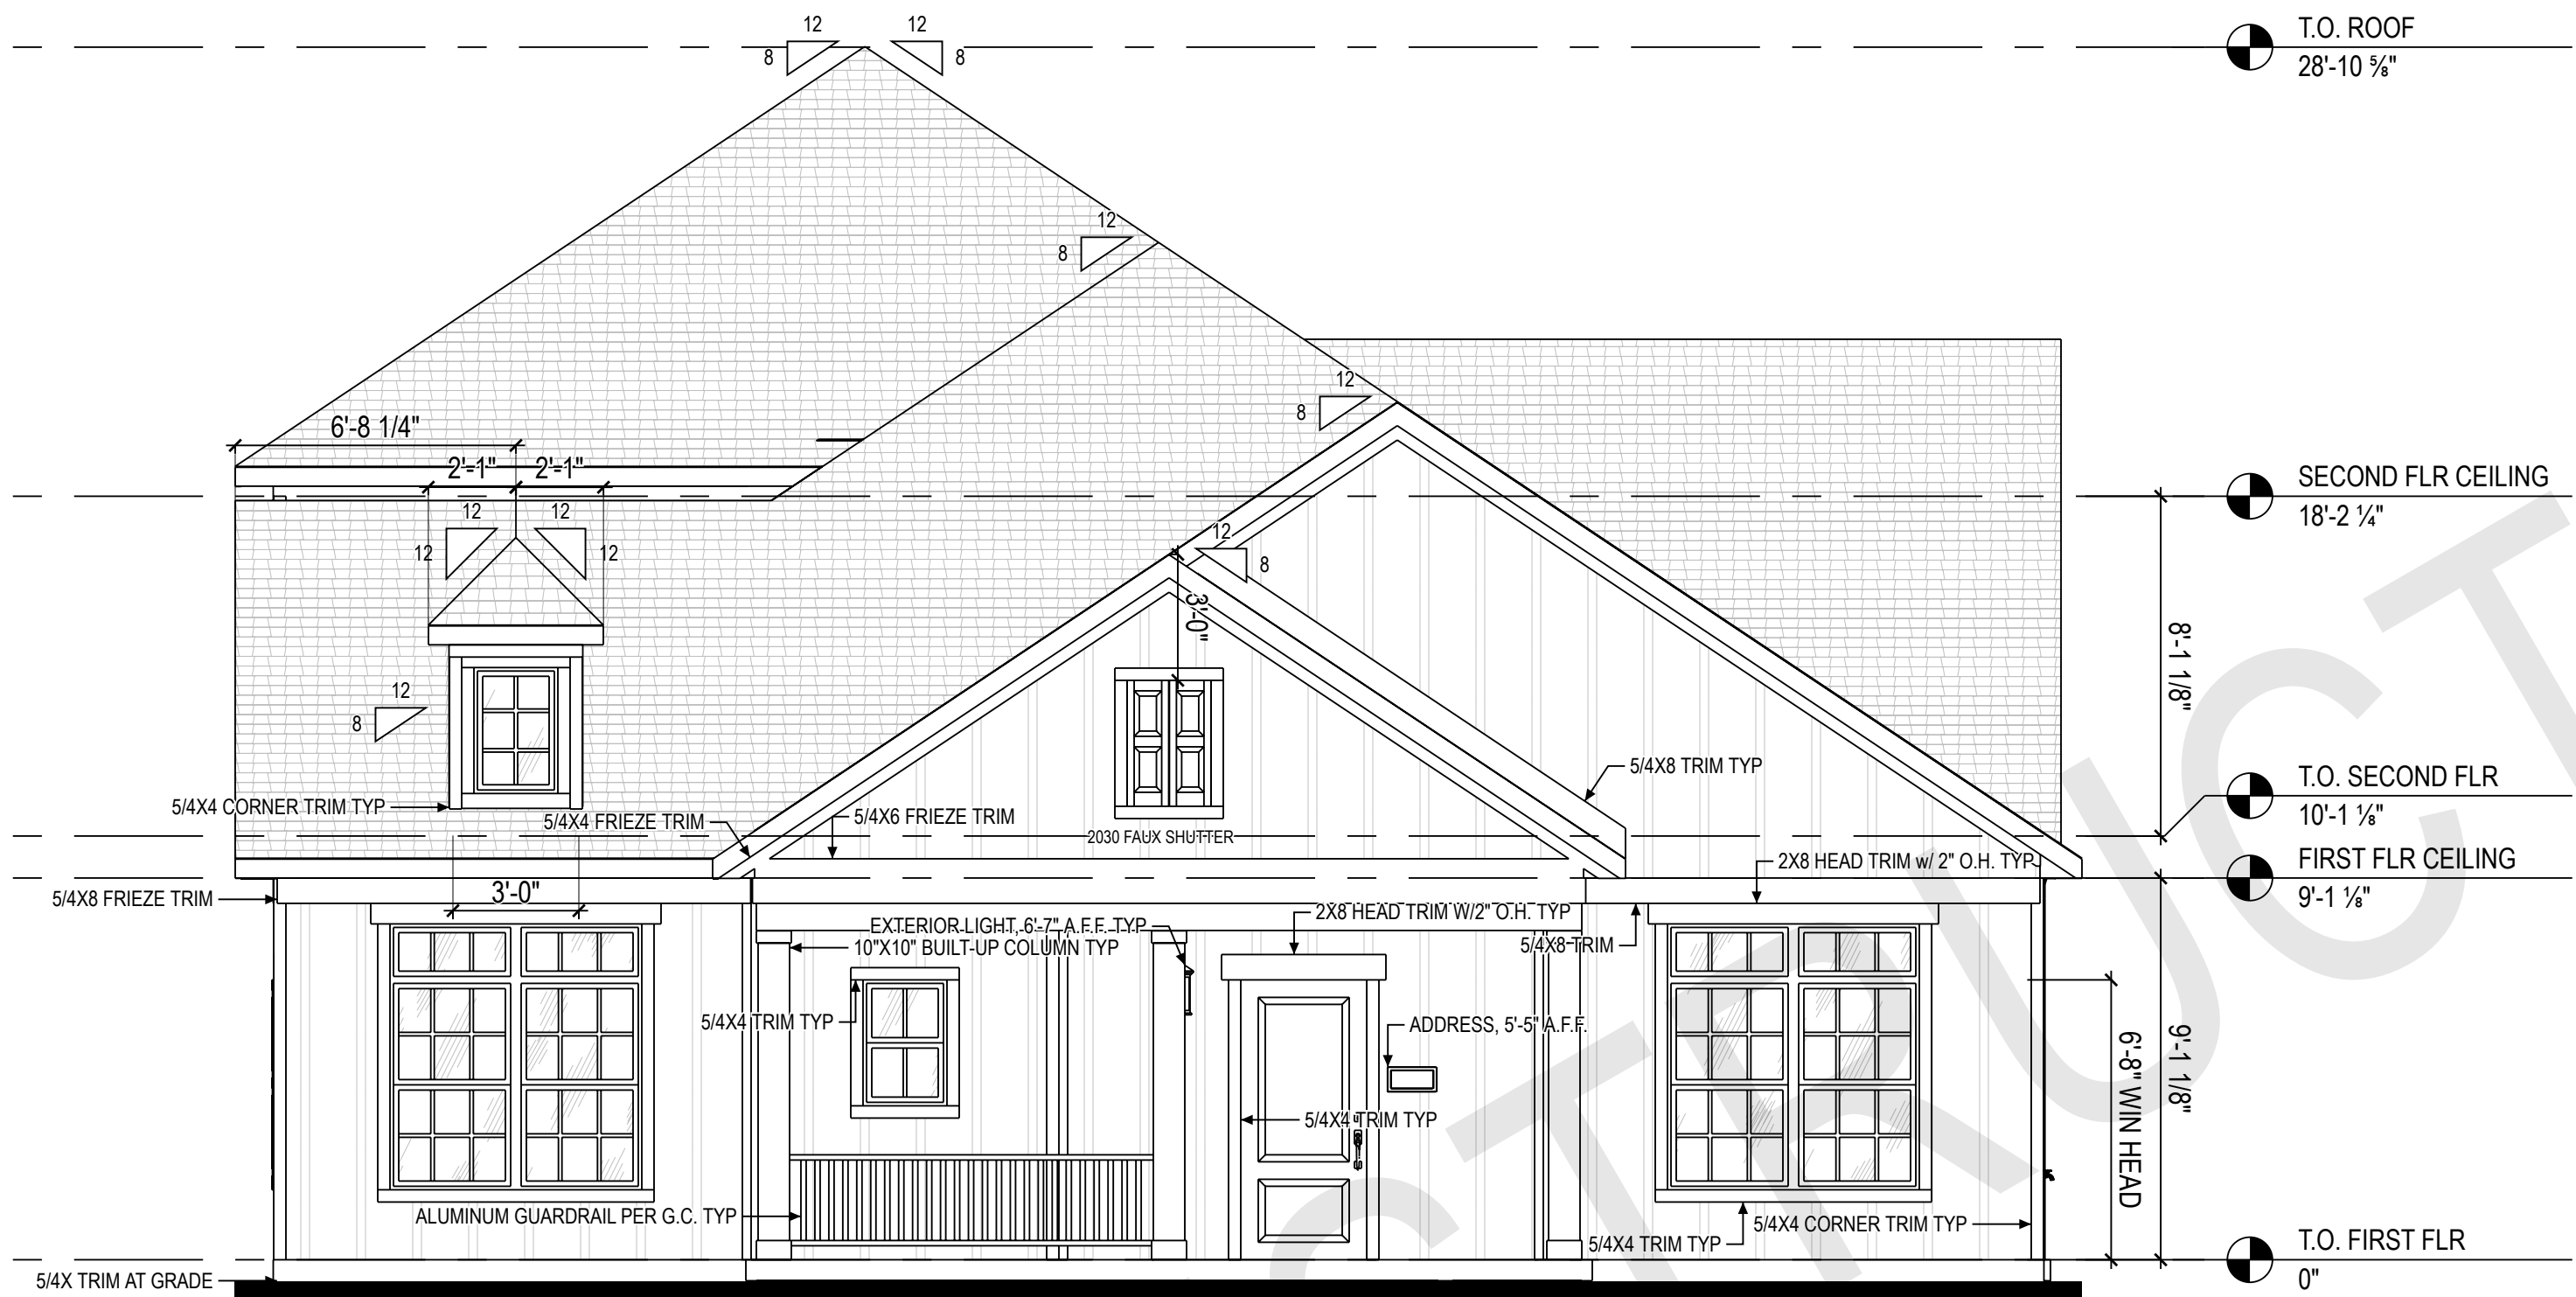 12
12
8
8
T.O. ROOF
28'-10 ⅝"
12
8
12
8
6'-8 1/4"
2'-1"
2'-1"
SECOND FLR CEILING
18'-2 ¼"
12
12
12
12
12
8
3'-0"
8'-1 1/8"
12
8
5/4X8 TRIM TYP
T.O. SECOND FLR
10'-1 ⅛"
5/4X4 CORNER TRIM TYP
5/4X4 FRIEZE TRIM
5/4X6 FRIEZE TRIM
2030 FAUX SHUTTER
2X8 HEAD TRIM w/ 2" O.H. TYP
FIRST FLR CEILING
9'-1 ⅛"
5/4X8 FRIEZE TRIM
3'-0"
EXTERIOR LIGHT, 6'-7" A.F.F. TYP
10"X10" BUILT-UP COLUMN TYP
2X8 HEAD TRIM W/2" O.H. TYP
5/4X8 TRIM
5/4X4 TRIM TYP
ADDRESS, 5'-5" A.F.F.
6'-8" WIN HEAD
9'-1 1/8"
5/4X4 TRIM TYP
ALUMINUM GUARDRAIL PER G.C. TYP
5/4X4 CORNER TRIM TYP
5/4X4 TRIM TYP
T.O. FIRST FLR
0"
5/4X TRIM AT GRADE
STRUCT